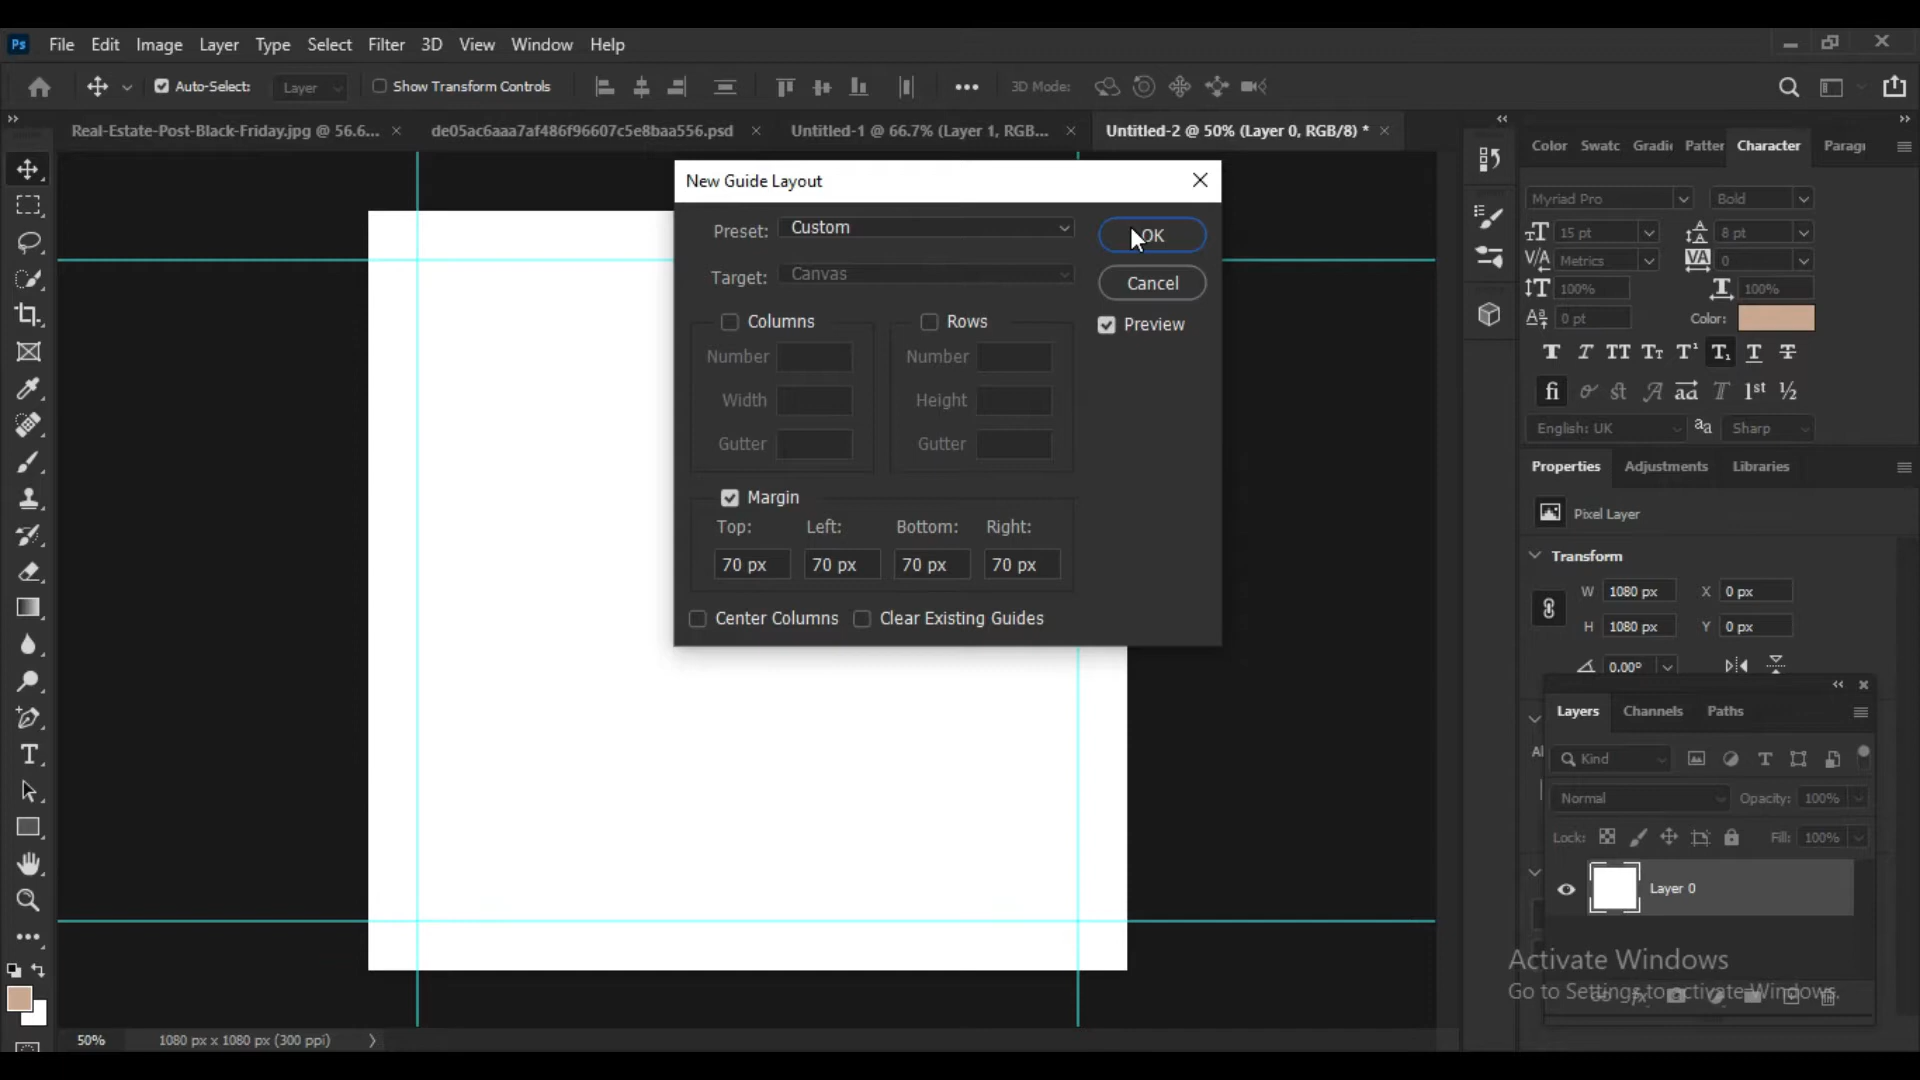 Ps File Edit Image Layer Type Select Filter 3D View Window Help
Auto-Select: Layer Show Transform Controls 3D Mode:
Real-Estate-Post-Black-Friday.jpg @ 56.6... de05ac6aaa7af486f96607c5e8baa556.psd Untitled-1 @ 66.7% (Layer 1, RGB... Untitled-2 @ 50% (Layer 0, RGB/8) *
New Guide Layout
Preset: Custom
OK
Target: Canvas
Cancel
Columns Rows
Preview
Number Number
Width Height
Gutter Gutter
Margin
Top: Left: Bottom: Right:
70 px 70 px 70 px 70 px
Center Columns Clear Existing Guides
Color Swatc Gradi Patter Character Paragı
Myriad Pro Bold
15 pt 8 pt
Metrics 0
100% 100%
0 pt Color:
English: UK aa Sharp
Properties Adjustments Libraries
Pixel Layer
Transform
W 1080 px X 0 px
H 1080 px Y 0 px
0.00°
Layers Channels Paths
Kind
Normal Opacity: 100%
Lock: Fill: 100%
Layer 0
Activate Windows
Go to Settings to activate Windows.
50% 1080 px x 1080 px (300 ppi)